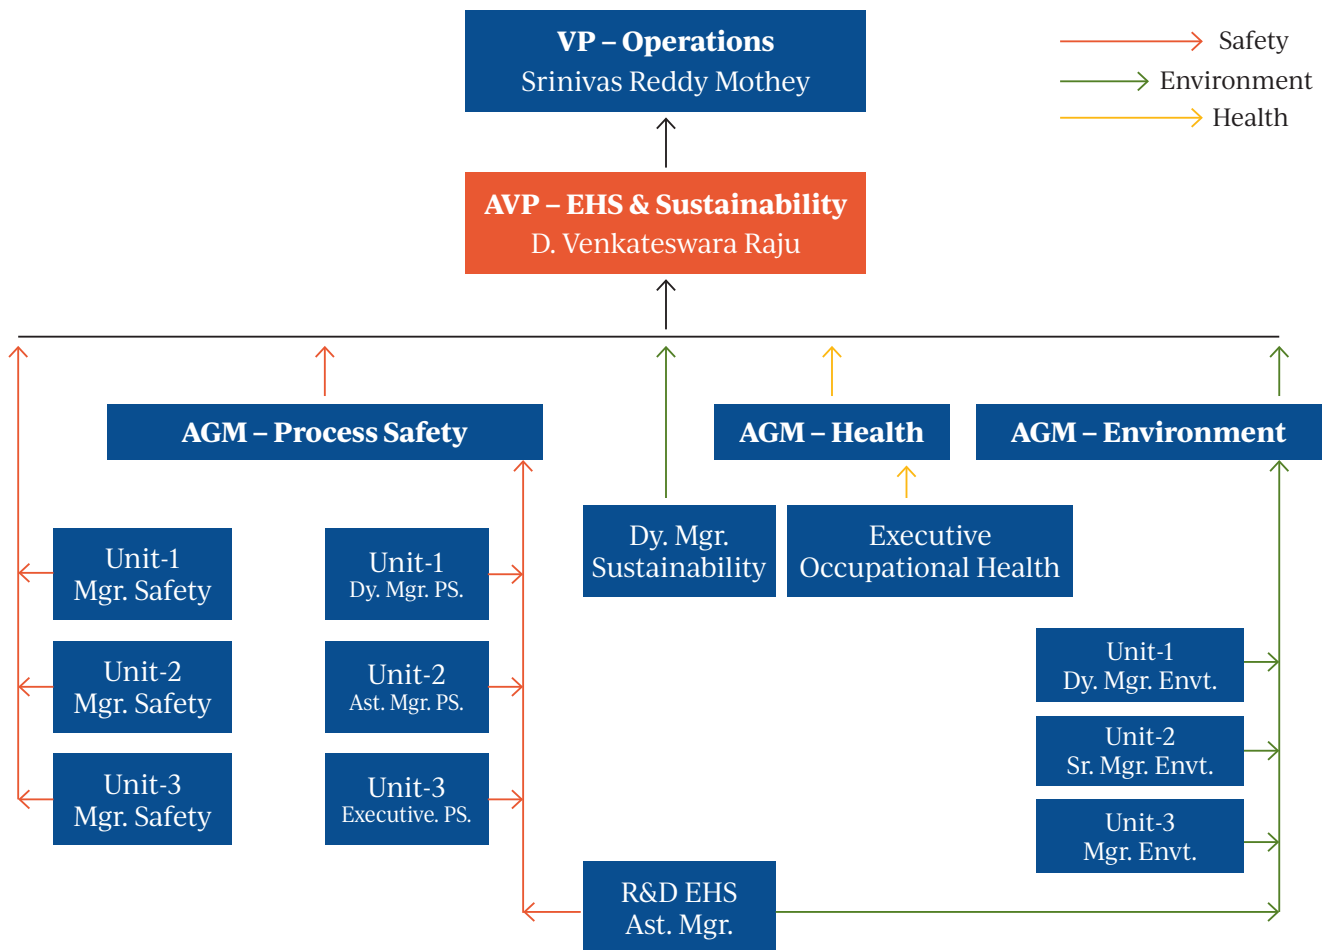 VP – Operations
Srinivas Reddy Mothey
Safety
Environment
Health
AVP – EHS & Sustainability
D. Venkateswara Raju
AGM – Process Safety
AGM – Health
AGM – Environment
Unit-1
Mgr. Safety
Unit-1
Dy. Mgr. PS.
Dy. Mgr.
Sustainability
Executive
Occupational Health
Unit-2
Mgr. Safety
Unit-2
Ast. Mgr. PS.
Unit-1
Dy. Mgr. Envt.
Unit-2
Sr. Mgr. Envt.
Unit-3
Mgr. Safety
Unit-3
Executive. PS.
Unit-3
Mgr. Envt.
R&D EHS
Ast. Mgr.